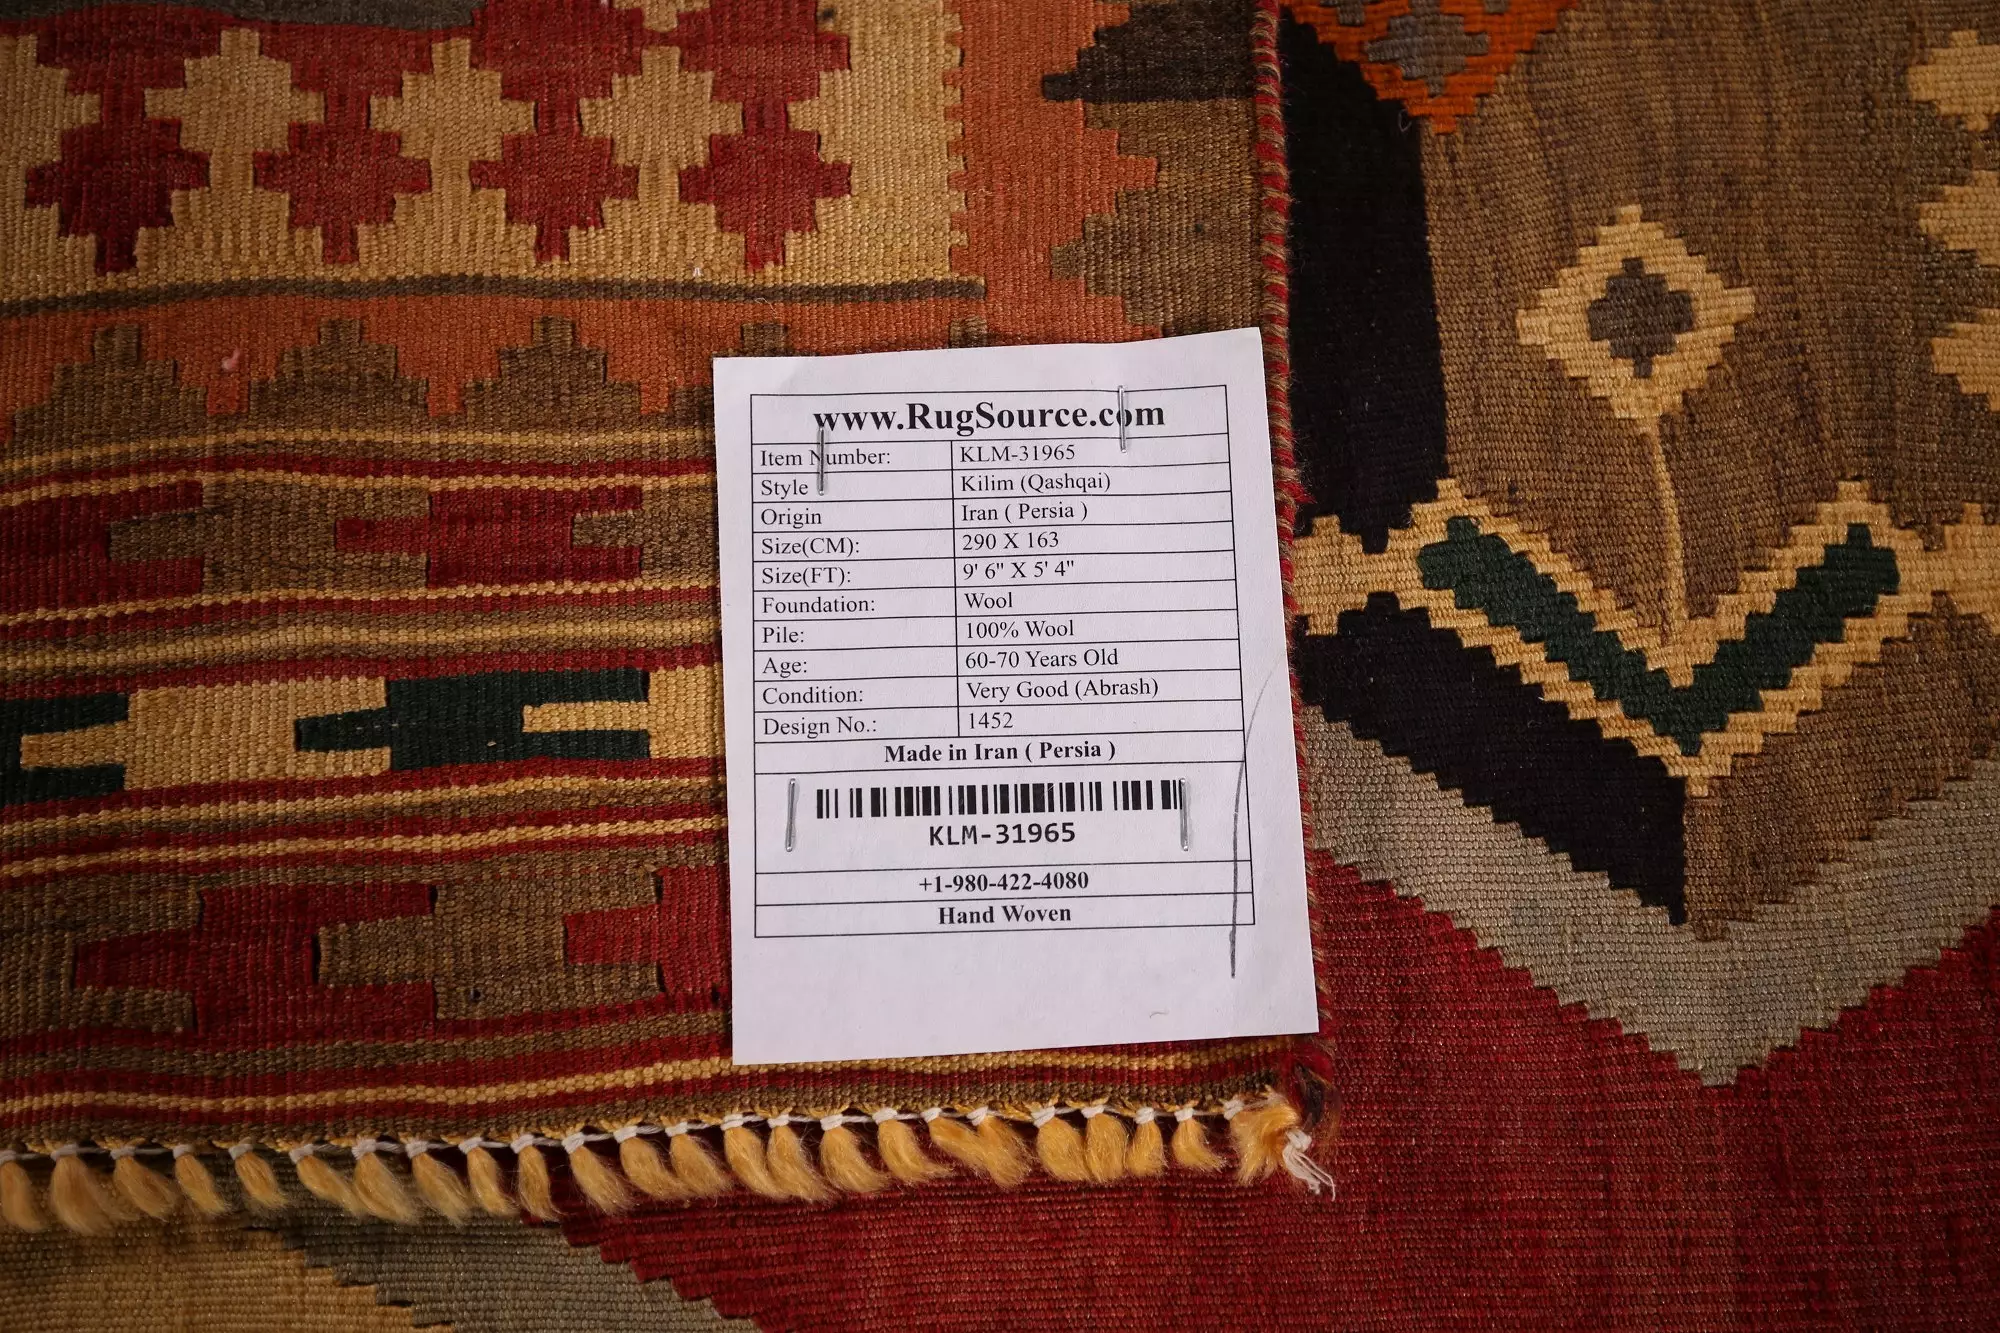 www.RugSource.com
Item Number: KLM-31965
Style Kilim (Qashqai)
Origin Iran ( Persia )
Size(CM): 290 X 163
Size(FT): 9' 6" X 5' 4"
Foundation: Wool
Pile: 100% Wool
Age: 60-70 Years Old
Condition: Very Good (Abrash)
Design No.: 1452
Made in Iran ( Persia )
KLM-31965
+1-980-422-4080
Hand Woven